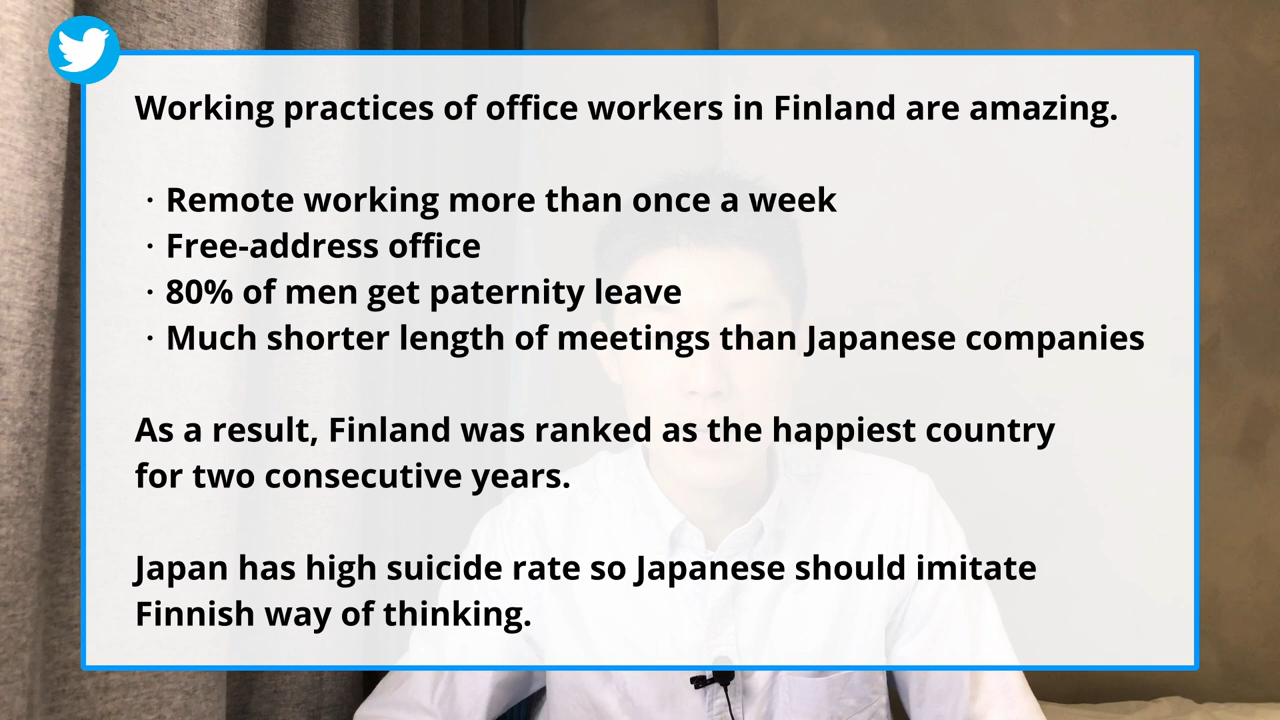 Working practices of office workers in Finland are amazing.
・Remote working more than once a week
・Free-address office
・80% of men get paternity leave
・Much shorter length of meetings than Japanese companies
As a result, Finland was ranked as the happiest country
for two consecutive years.
Japan has high suicide rate so Japanese should imitate
Finnish way of thinking.